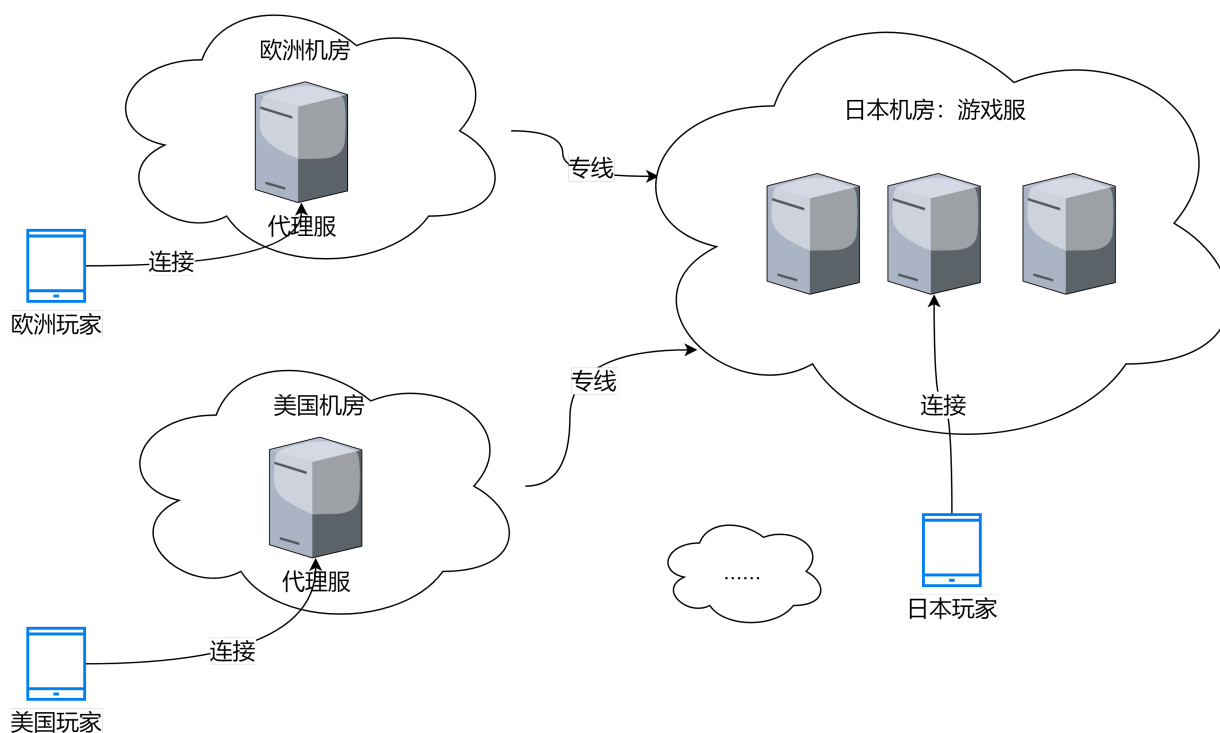 欧洲机房
日本机房：游戏服
专线
代理服
连接
欧洲玩家
专线
美国机房
连接
代理服
……
日本玩家
连接
美国玩家